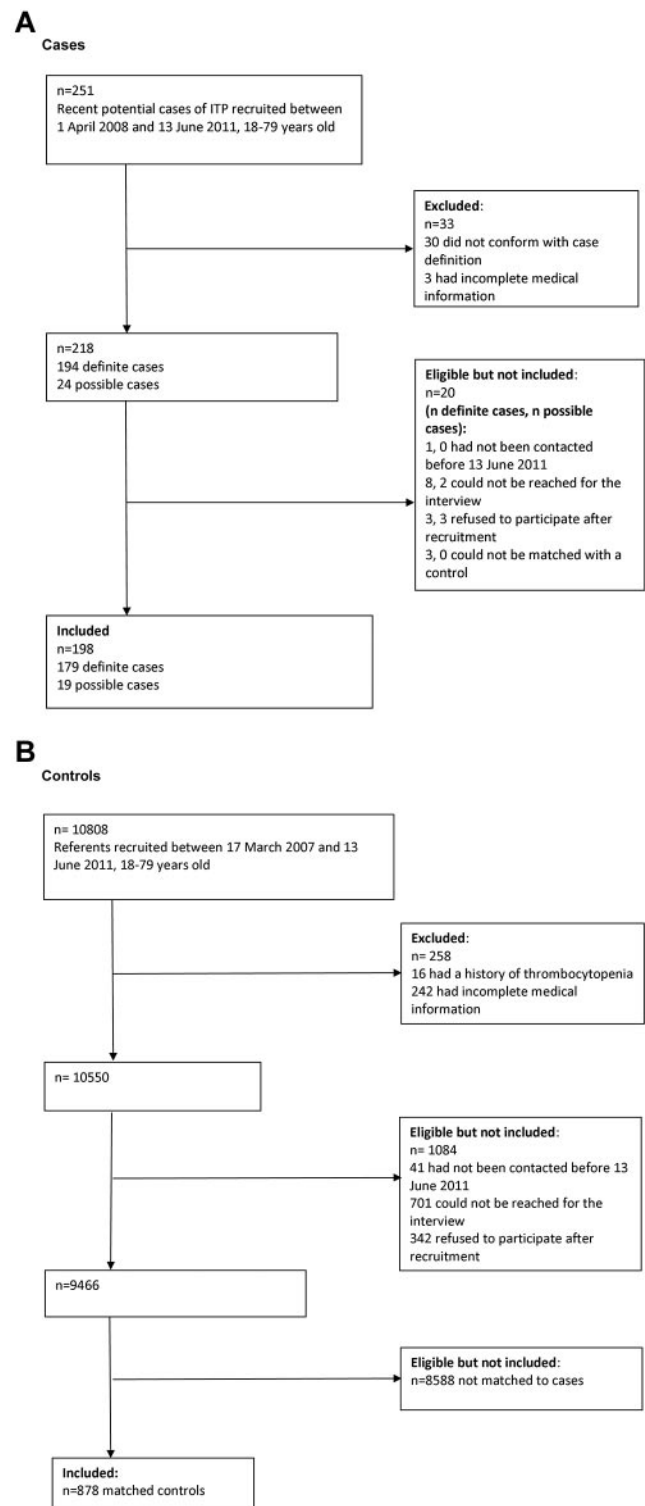 A
Cases
n=251
Recent potential cases of ITP recruited between
1 April 2008 and 13 June 2011, 18-79 years old
Excluded:
n=33
30 did not conform with case
definition
3 had incomplete medical
information
n=218
194 definite cases
24 possible cases
Eligible but not included:
n=20
(n definite cases, n possible
cases):
1, 0 had not been contacted
before 13 June 2011
8, 2 could not be reached for the
interview
3, 3 refused to participate after
recruitment
3, 0 could not be matched with a
control
Included
n=198
179 definite cases
19 possible cases
B
Controls
n= 10808
Referents recruited between 17 March 2007 and 13
June 2011, 18-79 years old
Excluded:
n= 258
16 had a history of thrombocytopenia
242 had incomplete medical
information
n= 10550
Eligible but not included:
n= 1084
41 had not been contacted before 13
June 2011
701 could not be reached for the
interview
342 refused to participate after
recruitment
n=9466
Eligible but not included:
n=8588 not matched to cases
Included:
n=878 matched controls